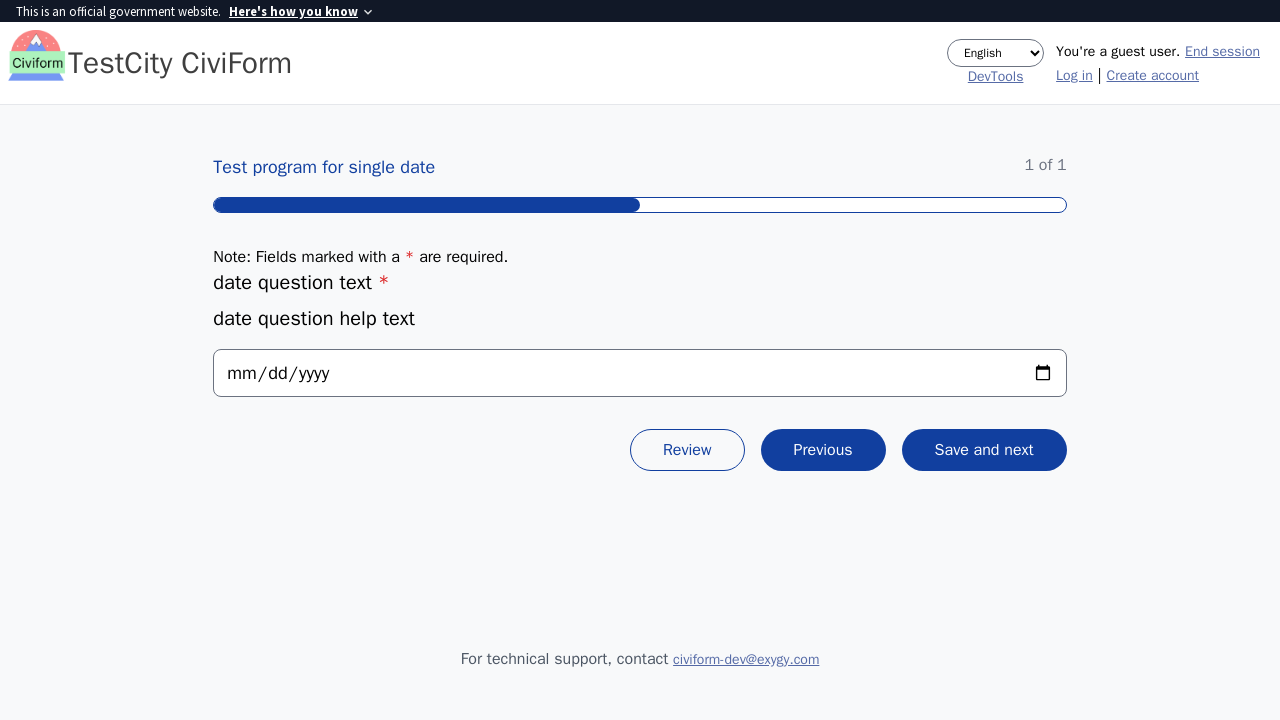 This is an official government website. Here's how you know
Civiform TestCity CiviForm
English
DevTools
You're a guest user. End session
Log in | Create account
Test program for single date
1 of 1
Note: Fields marked with a * are required.
date question text *
date question help text
mm/dd/yyyy
Review
Previous
Save and next
For technical support, contact civiform-dev@exygy.com